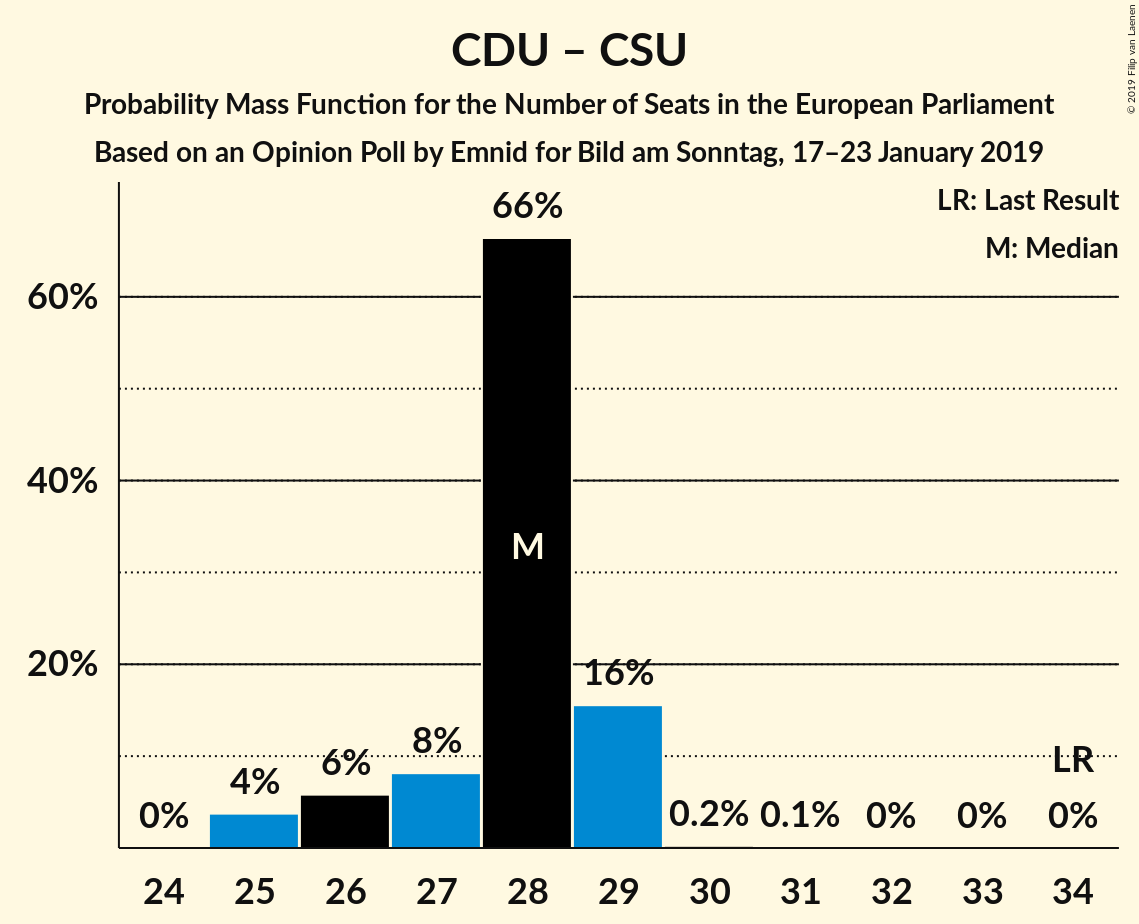 CDU – CSU
Probability Mass Function for the Number of Seats in the European Parliament
Based on an Opinion Poll by Emnid for Bild am Sonntag, 17–23 January 2019
© 2019 Filip van Laenen
LR: Last Result
M: Median
60%
40%
20%
66%
M
16%
8%
6%
4%
0%
0.2%
0.1%
0%
0%
LR
0%
24 25 26 27 28 29 30 31 32 33 34